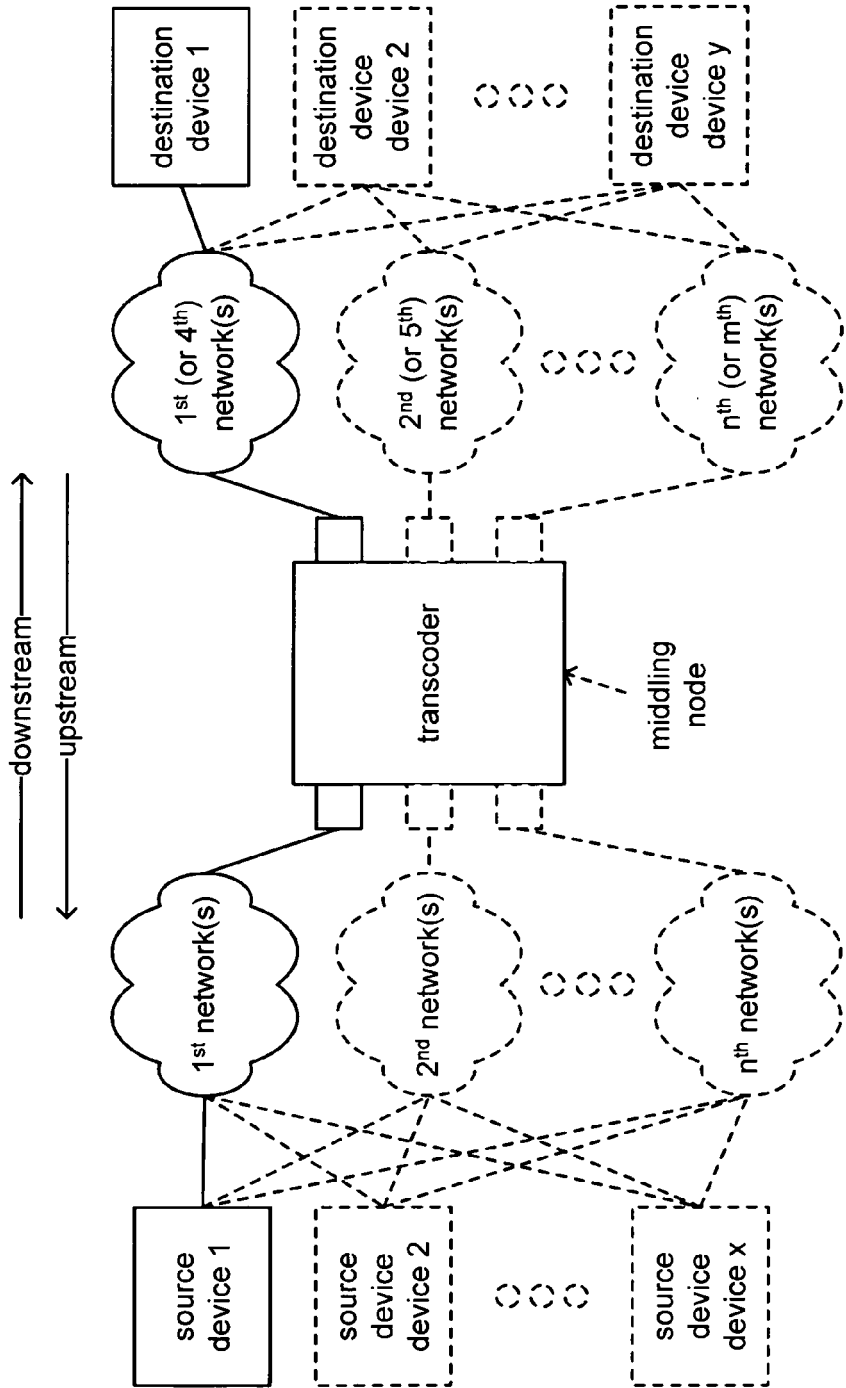 downstream
upstream
source
device 1
source
device
device 2
source
device
device x
1st network(s)
2nd network(s)
nth network(s)
transcoder
middling
node
1st (or 4th)
network(s)
2nd (or 5th)
network(s)
nth (or mth)
network(s)
destination
device 1
destination
device
device 2
destination
device
device y